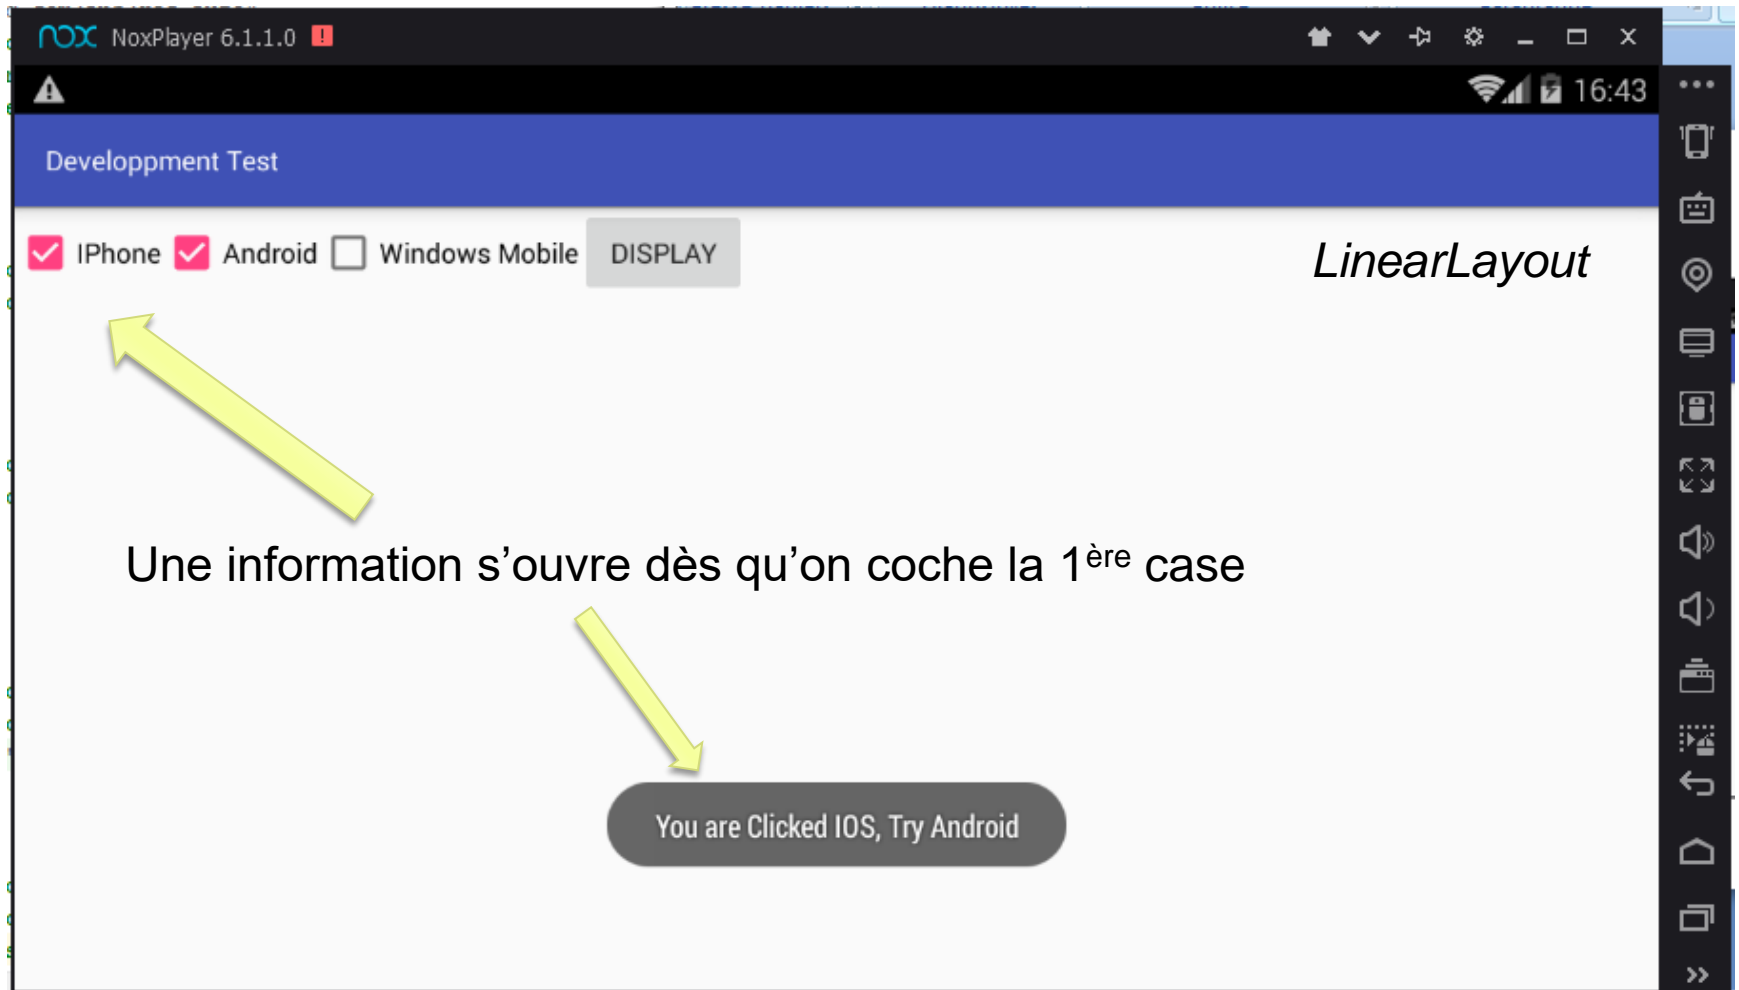 nox NoxPlayer 6.1.1.0
16:43
Developpment Test
IPhone Android Windows Mobile DISPLAY
LinearLayout
Une information s’ouvre dès qu’on coche la 1ère case
You are Clicked IOS, Try Android